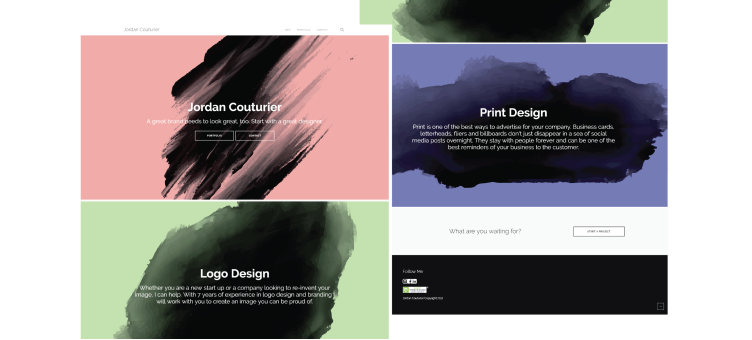 Jordan Couturier
PORTFOLIO
CONTACT
Jordan Couturier
A great brand needs to look great, too. Start with a great designer.
PORTFOLIO
CONTACT
Logo Design
Whether you are a new start up or a company looking to re-invent your
image, I can help. With 7 years of experience in logo design and branding I
will work with you to create an image you can be proud of.
Print Design
Print is one of the best ways to advertise for your company. Business cards,
letterheads, fliers and billboards don't just disappear in a sea of social
media posts overnight. They stay with people forever and can be one of the
best reminders of your business to the customer.
What are you waiting for?
START A PROJECT
Follow Me
Jordan Couturier Copyright